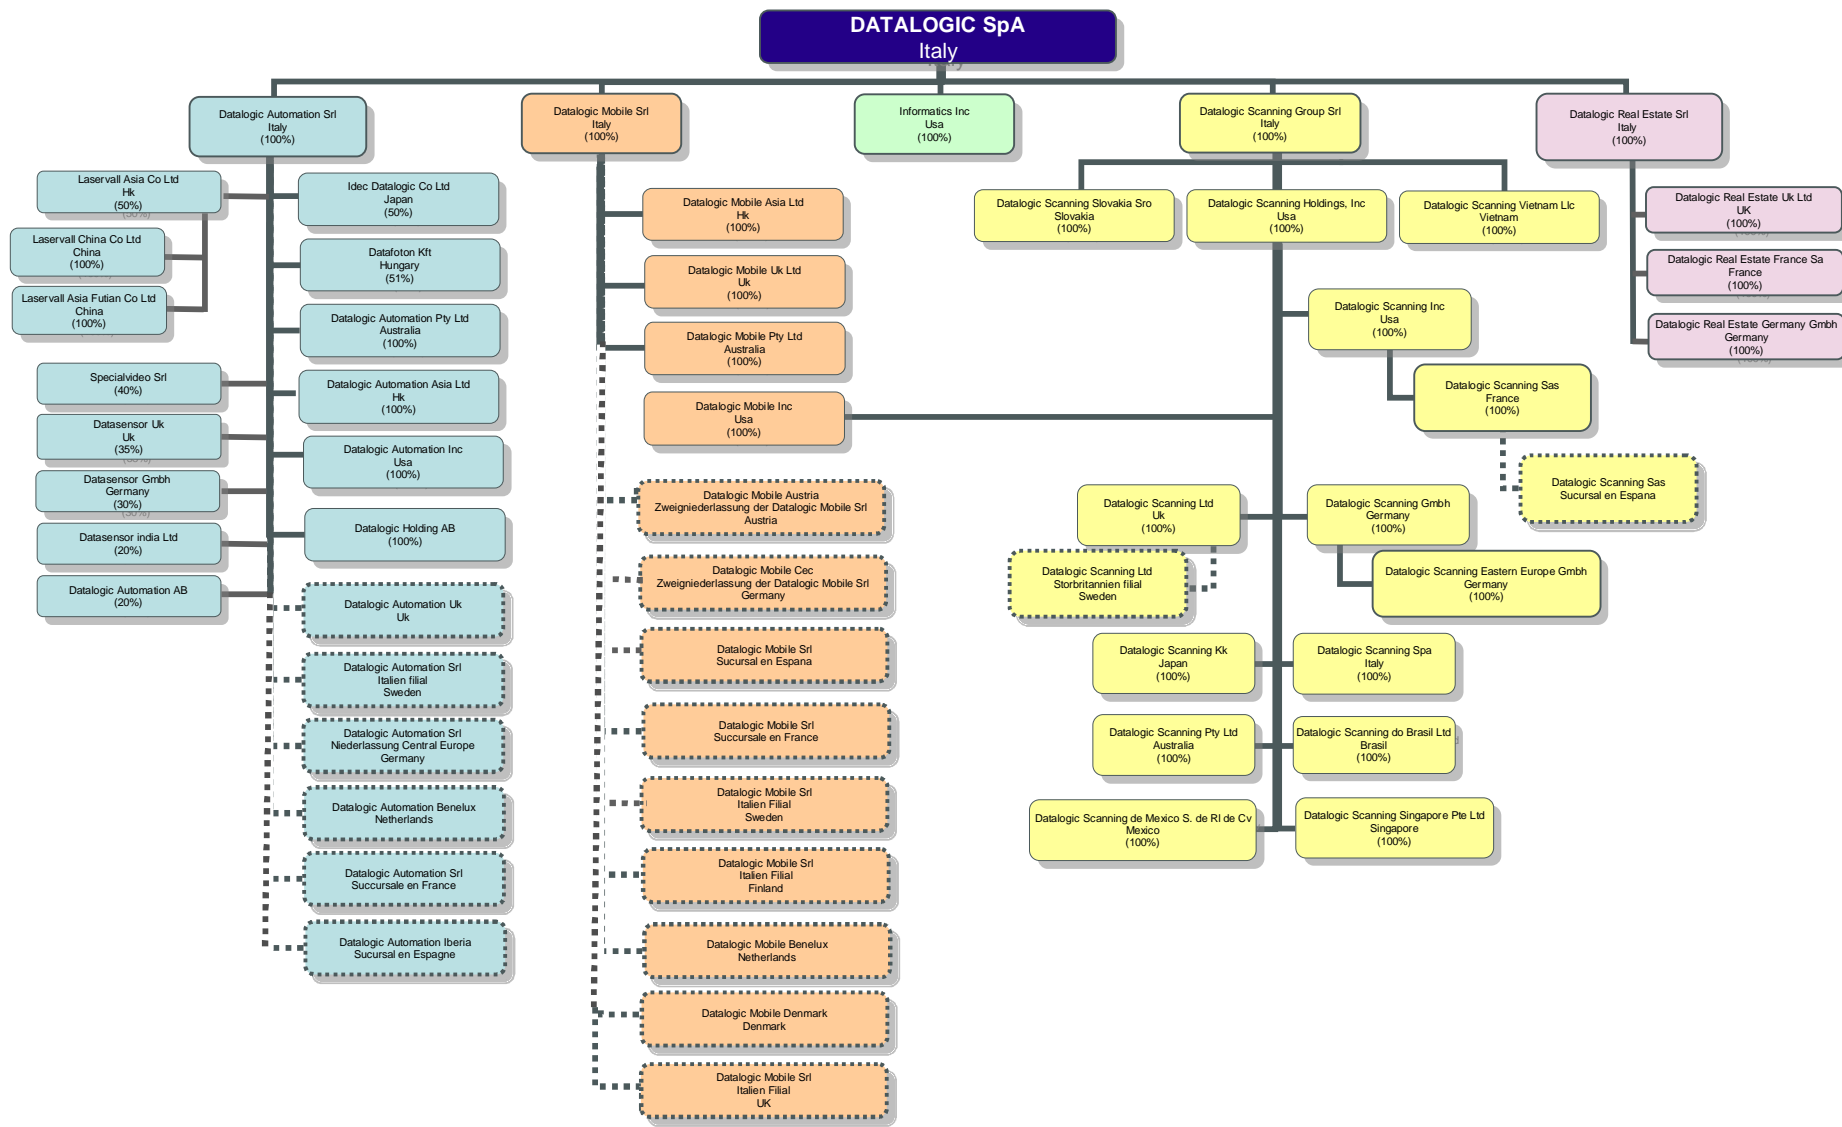 DATALOGIC SpA
Italy
Datalogic Automation Srl
Italy
(100%)
Datalogic Mobile Srl
Italy
(100%)
Informatics Inc
Usa
(100%)
Datalogic Scanning Group Srl
Italy
(100%)
Datalogic Real Estate Srl
Italy
(100%)
Laservall Asia Co Ltd
Hk
(50%)
Laservall China Co Ltd
China
(100%)
Laservall Asia Futian Co Ltd
China
(100%)
Specialvideo Srl
(40%)
Datasensor Uk
Uk
(35%)
Datasensor Gmbh
Germany
(30%)
Datasensor india Ltd
(20%)
Datalogic Automation AB
(20%)
Idec Datalogic Co Ltd
Japan
(50%)
Datafoton Kft
Hungary
(51%)
Datalogic Automation Pty Ltd
Australia
(100%)
Datalogic Automation Asia Ltd
Hk
(100%)
Datalogic Automation Inc
Usa
(100%)
Datalogic Holding AB
(100%)
Datalogic Automation Uk
Uk
Datalogic Automation Srl
Italien filial
Sweden
Datalogic Automation Srl
Niederlassung Central Europe
Germany
Datalogic Automation Benelux
Netherlands
Datalogic Automation Srl
Succursale en France
Datalogic Automation Iberia
Sucursal en Espagne
Datalogic Mobile Asia Ltd
Hk
(100%)
Datalogic Mobile Uk Ltd
Uk
(100%)
Datalogic Mobile Pty Ltd
Australia
(100%)
Datalogic Mobile Inc
Usa
(100%)
Datalogic Mobile Austria
Zweigniederlassung der Datalogic Mobile Srl
Austria
Datalogic Mobile Cec
Zweigniederlassung der Datalogic Mobile Srl
Germany
Datalogic Mobile Srl
Sucursal en Espana
Datalogic Mobile Srl
Succursale en France
Datalogic Mobile Srl
Italien Filial
Sweden
Datalogic Mobile Srl
Italien Filial
Finland
Datalogic Mobile Benelux
Netherlands
Datalogic Mobile Denmark
Denmark
Datalogic Mobile Srl
Italien Filial
UK
Datalogic Scanning Slovakia Sro
Slovakia
(100%)
Datalogic Scanning Holdings, Inc
Usa
(100%)
Datalogic Scanning Vietnam Llc
Vietnam
(100%)
Datalogic Scanning Inc
Usa
(100%)
Datalogic Scanning Sas
France
(100%)
Datalogic Scanning Sas
Sucursal en Espana
Datalogic Scanning Ltd
Uk
(100%)
Datalogic Scanning Ltd
Storbritannien filial
Sweden
Datalogic Scanning Gmbh
Germany
(100%)
Datalogic Scanning Eastern Europe Gmbh
Germany
(100%)
Datalogic Scanning Kk
Japan
(100%)
Datalogic Scanning Spa
Italy
(100%)
Datalogic Scanning Pty Ltd
Australia
(100%)
Datalogic Scanning do Brasil Ltd
Brasil
(100%)
Datalogic Scanning de Mexico S. de Rl de Cv
Mexico
(100%)
Datalogic Scanning Singapore Pte Ltd
Singapore
(100%)
Datalogic Real Estate Uk Ltd
UK
(100%)
Datalogic Real Estate France Sa
France
(100%)
Datalogic Real Estate Germany Gmbh
Germany
(100%)